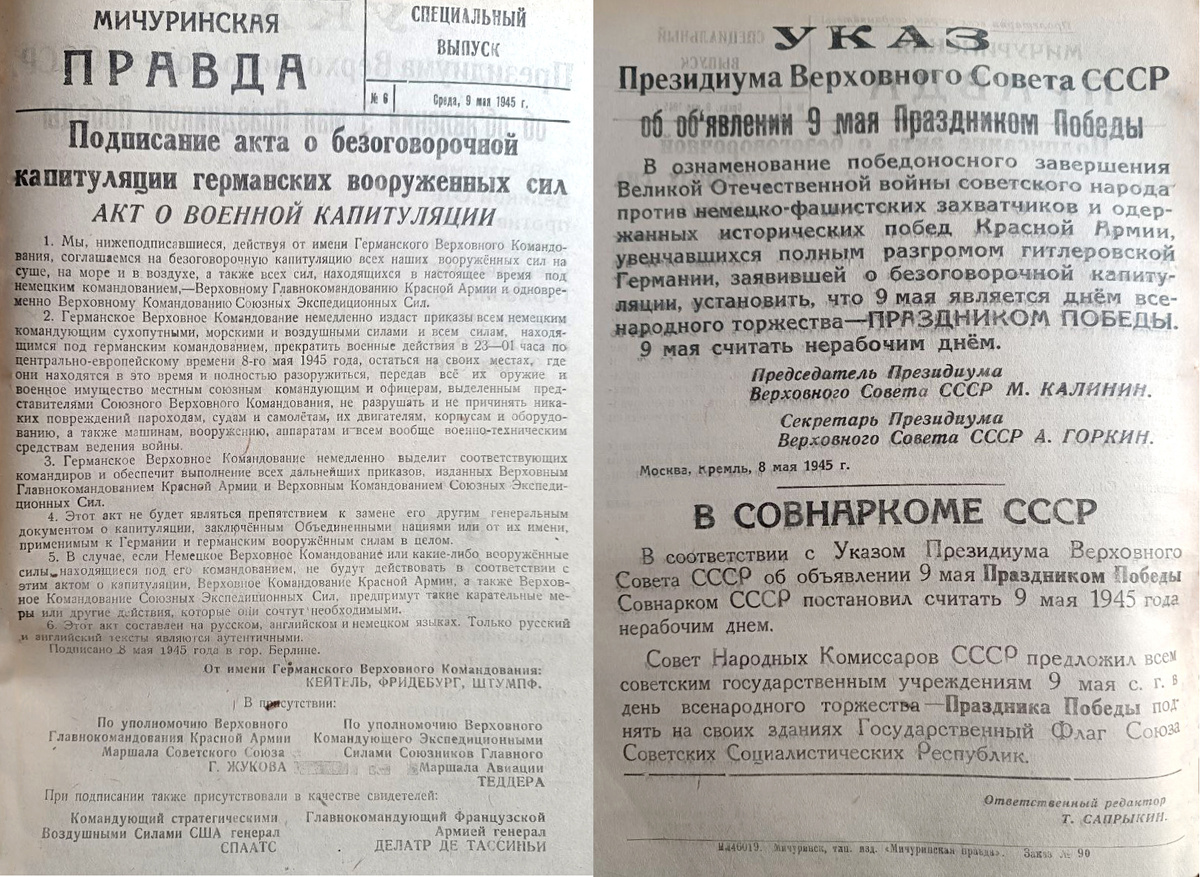 МИЧУРИНСКАЯ
ПРАВДА
СПЕЦИАЛЬНЫЙ
ВЫПУСК
№ 6
Среда, 9 мая 1945 г.
Подписание акта о безоговорочной
капитуляции германских вооруженных сил
АКТ О ВОЕННОЙ КАПИТУЛЯЦИИ
1. Мы, нижеподписавшиеся, действуя от имени Германского Верховного Командо-
вания, соглашаемся на безоговорочную капитуляцию всех наших вооружённых сил на
суше, на море и в воздухе, а также всех сил, находящихся в настоящее время под
немецким командованием,—Верховному Главнокомандованию Красной Армии и одновре-
менно Верховному Командованию Союзных Экспедиционных Сил.
2. Германское Верховное Командование немедленно издаст приказы всем немецким
командующим сухопутными, морскими и воздушными силами и всем силам, находя-
щимся под германским командованием, прекратить военные действия в 23—01 часа по
центрально-европейскому времени 8-го мая 1945 года, остаться на своих местах, где
они находятся в это время и полностью разоружиться, передав всё их оружие и
военное имущество местным союзным командующим и офицерам, выделенным пред-
ставителями Союзного Верховного Командования, не разрушать и не причинять ника-
ких повреждений пароходам, судам и самолётам, их двигателям, корпусам и оборудо-
ванию, а также машинам, вооружению, аппаратам и всем вообще военно-техническим
средствам ведения войны.
3. Германское Верховное Командование немедленно выделит соответствующих
командиров и обеспечит выполнение всех дальнейших приказов, изданных Верховным
Главнокомандованием Красной Армии и Верховным Командованием Союзных Экспеди-
ционных Сил.
4. Этот акт не будет являться препятствием к замене его другим генеральным
документом о капитуляции, заключённым Объединенными нациями или от их имени,
применимым к Германии и германским вооружённым силам в целом.
5. В случае, если Немецкое Верховное Командование или какие-либо вооружённые
силы, находящиеся под его командованием, не будут действовать в соответствии с
этим актом о капитуляции, Верховное Командование Красной Армии, а также Верхов-
ное Командование Союзных Экспедиционных Сил, предпримут такие карательные ме-
ры или другие действия, которые они сочтут необходимыми.
6. Этот акт составлен на русском, английском и немецком языках. Только русский
и английский тексты являются аутентичными.
Подписано 8 мая 1945 года в гор. Берлине.
От имени Германского Верховного Командования:
КЕЙТЕЛЬ, ФРИДЕБУРГ, ШТУМПФ.
В присутствии:
По уполномочию Верховного
Главнокомандования Красной Армии
Маршала Советского Союза
Г. ЖУКОВА
По уполномочию Верховного
Командующего Экспедиционными
Силами Союзников Главного
Маршала Авиации
ТЕДДЕРА
При подписании также присутствовали в качестве свидетелей:
Командующий стратегическими
Воздушными Силами США генерал
СПААТС
Главнокомандующий Французской
Армией генерал
ДЕЛАТР ДЕ ТАССИНЬИ
УКАЗ
Президиума Верховного Совета СССР
об об'явлении 9 мая Праздником Победы
В ознаменование победоносного завершения
Великой Отечественной войны советского народа
против немецко-фашистских захватчиков и одер-
жанных исторических побед Красной Армии,
увенчавшихся полным разгромом гитлеровской
Германии, заявившей о безоговорочной капиту-
ляции, установить, что 9 мая является днём все-
народного торжества—ПРАЗДНИКОМ ПОБЕДЫ.
9 мая считать нерабочим днём.
Председатель Президиума
Верховного Совета СССР М. КАЛИНИН.
Секретарь Президиума
Верховного Совета СССР А. ГОРКИН.
Москва, Кремль, 8 мая 1945 г.
В СОВНАРКОМЕ СССР
В соответствии с Указом Президиума Верховного
Совета СССР об объявлении 9 мая Праздником Победы
Совнарком СССР постановил считать 9 мая 1945 года
нерабочим днем.
Совет Народных Комиссаров СССР предложил всем
советским государственным учреждениям 9 мая с. г. в
день всенародного торжества—Праздника Победы под-
нять на своих зданиях Государственный Флаг Союза
Советских Социалистических Республик.
Ответственный редактор
Т. САПРЫКИН.
МД46019. Мичуринск, тип. изд. «Мичуринская правда». Заказ № 90